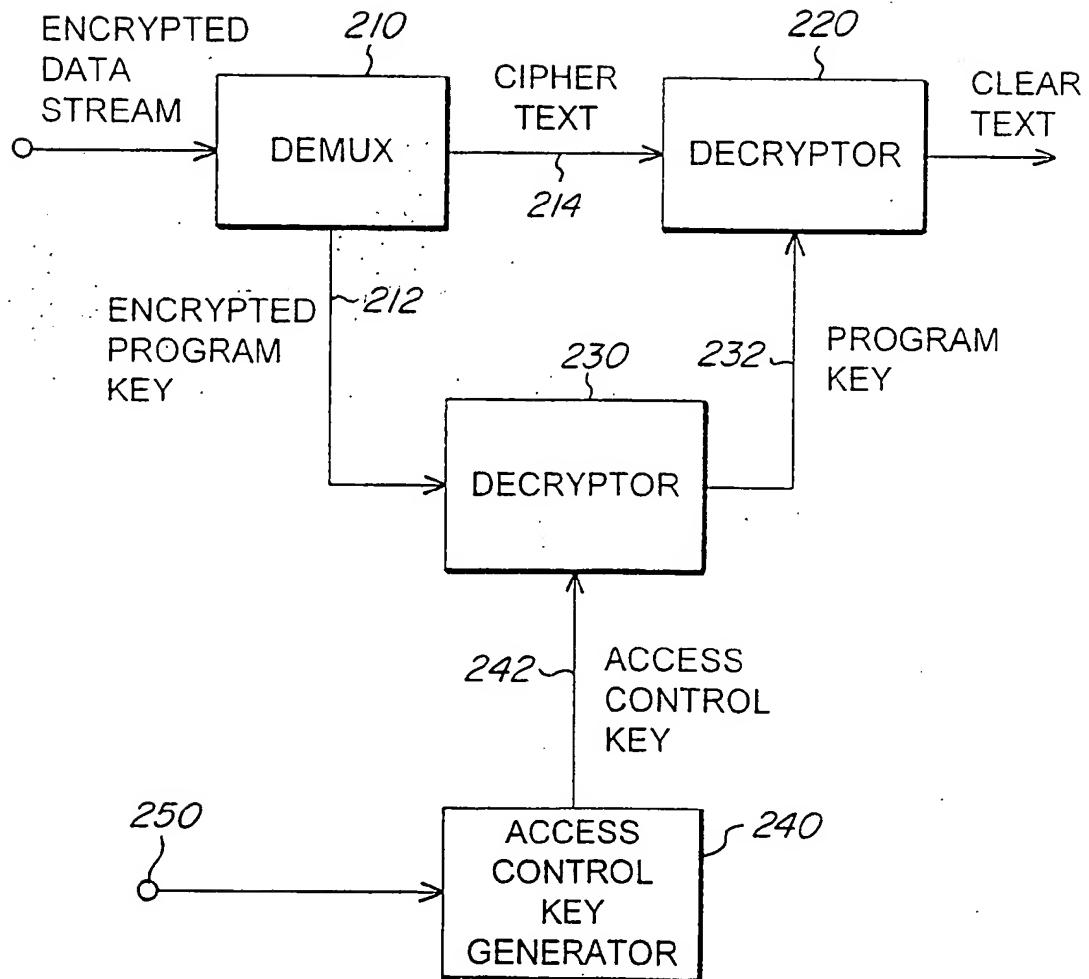 ENCRYPTED
DATA
STREAM
210
DEMUX
CIPHER
TEXT
214
220
DECRYPTOR
CLEAR
TEXT
ENCRYPTED
PROGRAM
KEY
212
230
DECRYPTOR
232
PROGRAM
KEY
242
ACCESS
CONTROL
KEY
250
ACCESS
CONTROL
KEY
GENERATOR
240